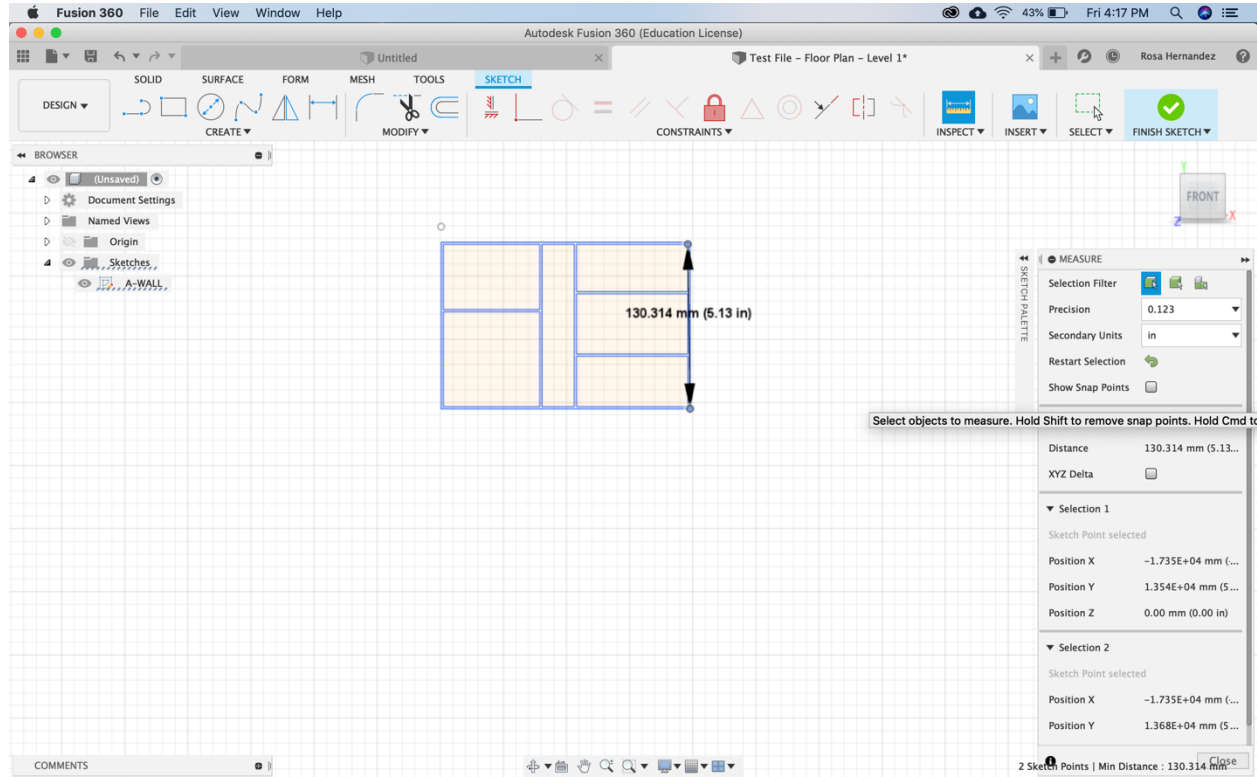 Fusion 360 File Edit View Window Help 43% Fri 4:17 PM
Autodesk Fusion 360 (Education License)
Untitled Test File – Floor Plan – Level 1* Rosa Hernandez
SOLID SURFACE FORM MESH TOOLS SKETCH
DESIGN
CREATE MODIFY CONSTRAINTS INSPECT INSERT SELECT FINISH SKETCH
BROWSER
(Unsaved)
Document Settings
Named Views
Origin
Sketches
A-WALL
130.314 mm (5.13 in)
Y
FRONT
Z X
SKETCH PALETTE
MEASURE
Selection Filter
Precision 0.123
Secondary Units in
Restart Selection
Show Snap Points
Select objects to measure. Hold Shift to remove snap points. Hold Cmd to
Distance 130.314 mm (5.13...
XYZ Delta
Selection 1
Sketch Point selected
Position X -1.735E+04 mm (-...
Position Y 1.354E+04 mm (5...
Position Z 0.00 mm (0.00 in)
Selection 2
Sketch Point selected
Position X -1.735E+04 mm (-...
Position Y 1.368E+04 mm (5...
Close
COMMENTS
2 Sketch Points | Min Distance : 130.314 mm